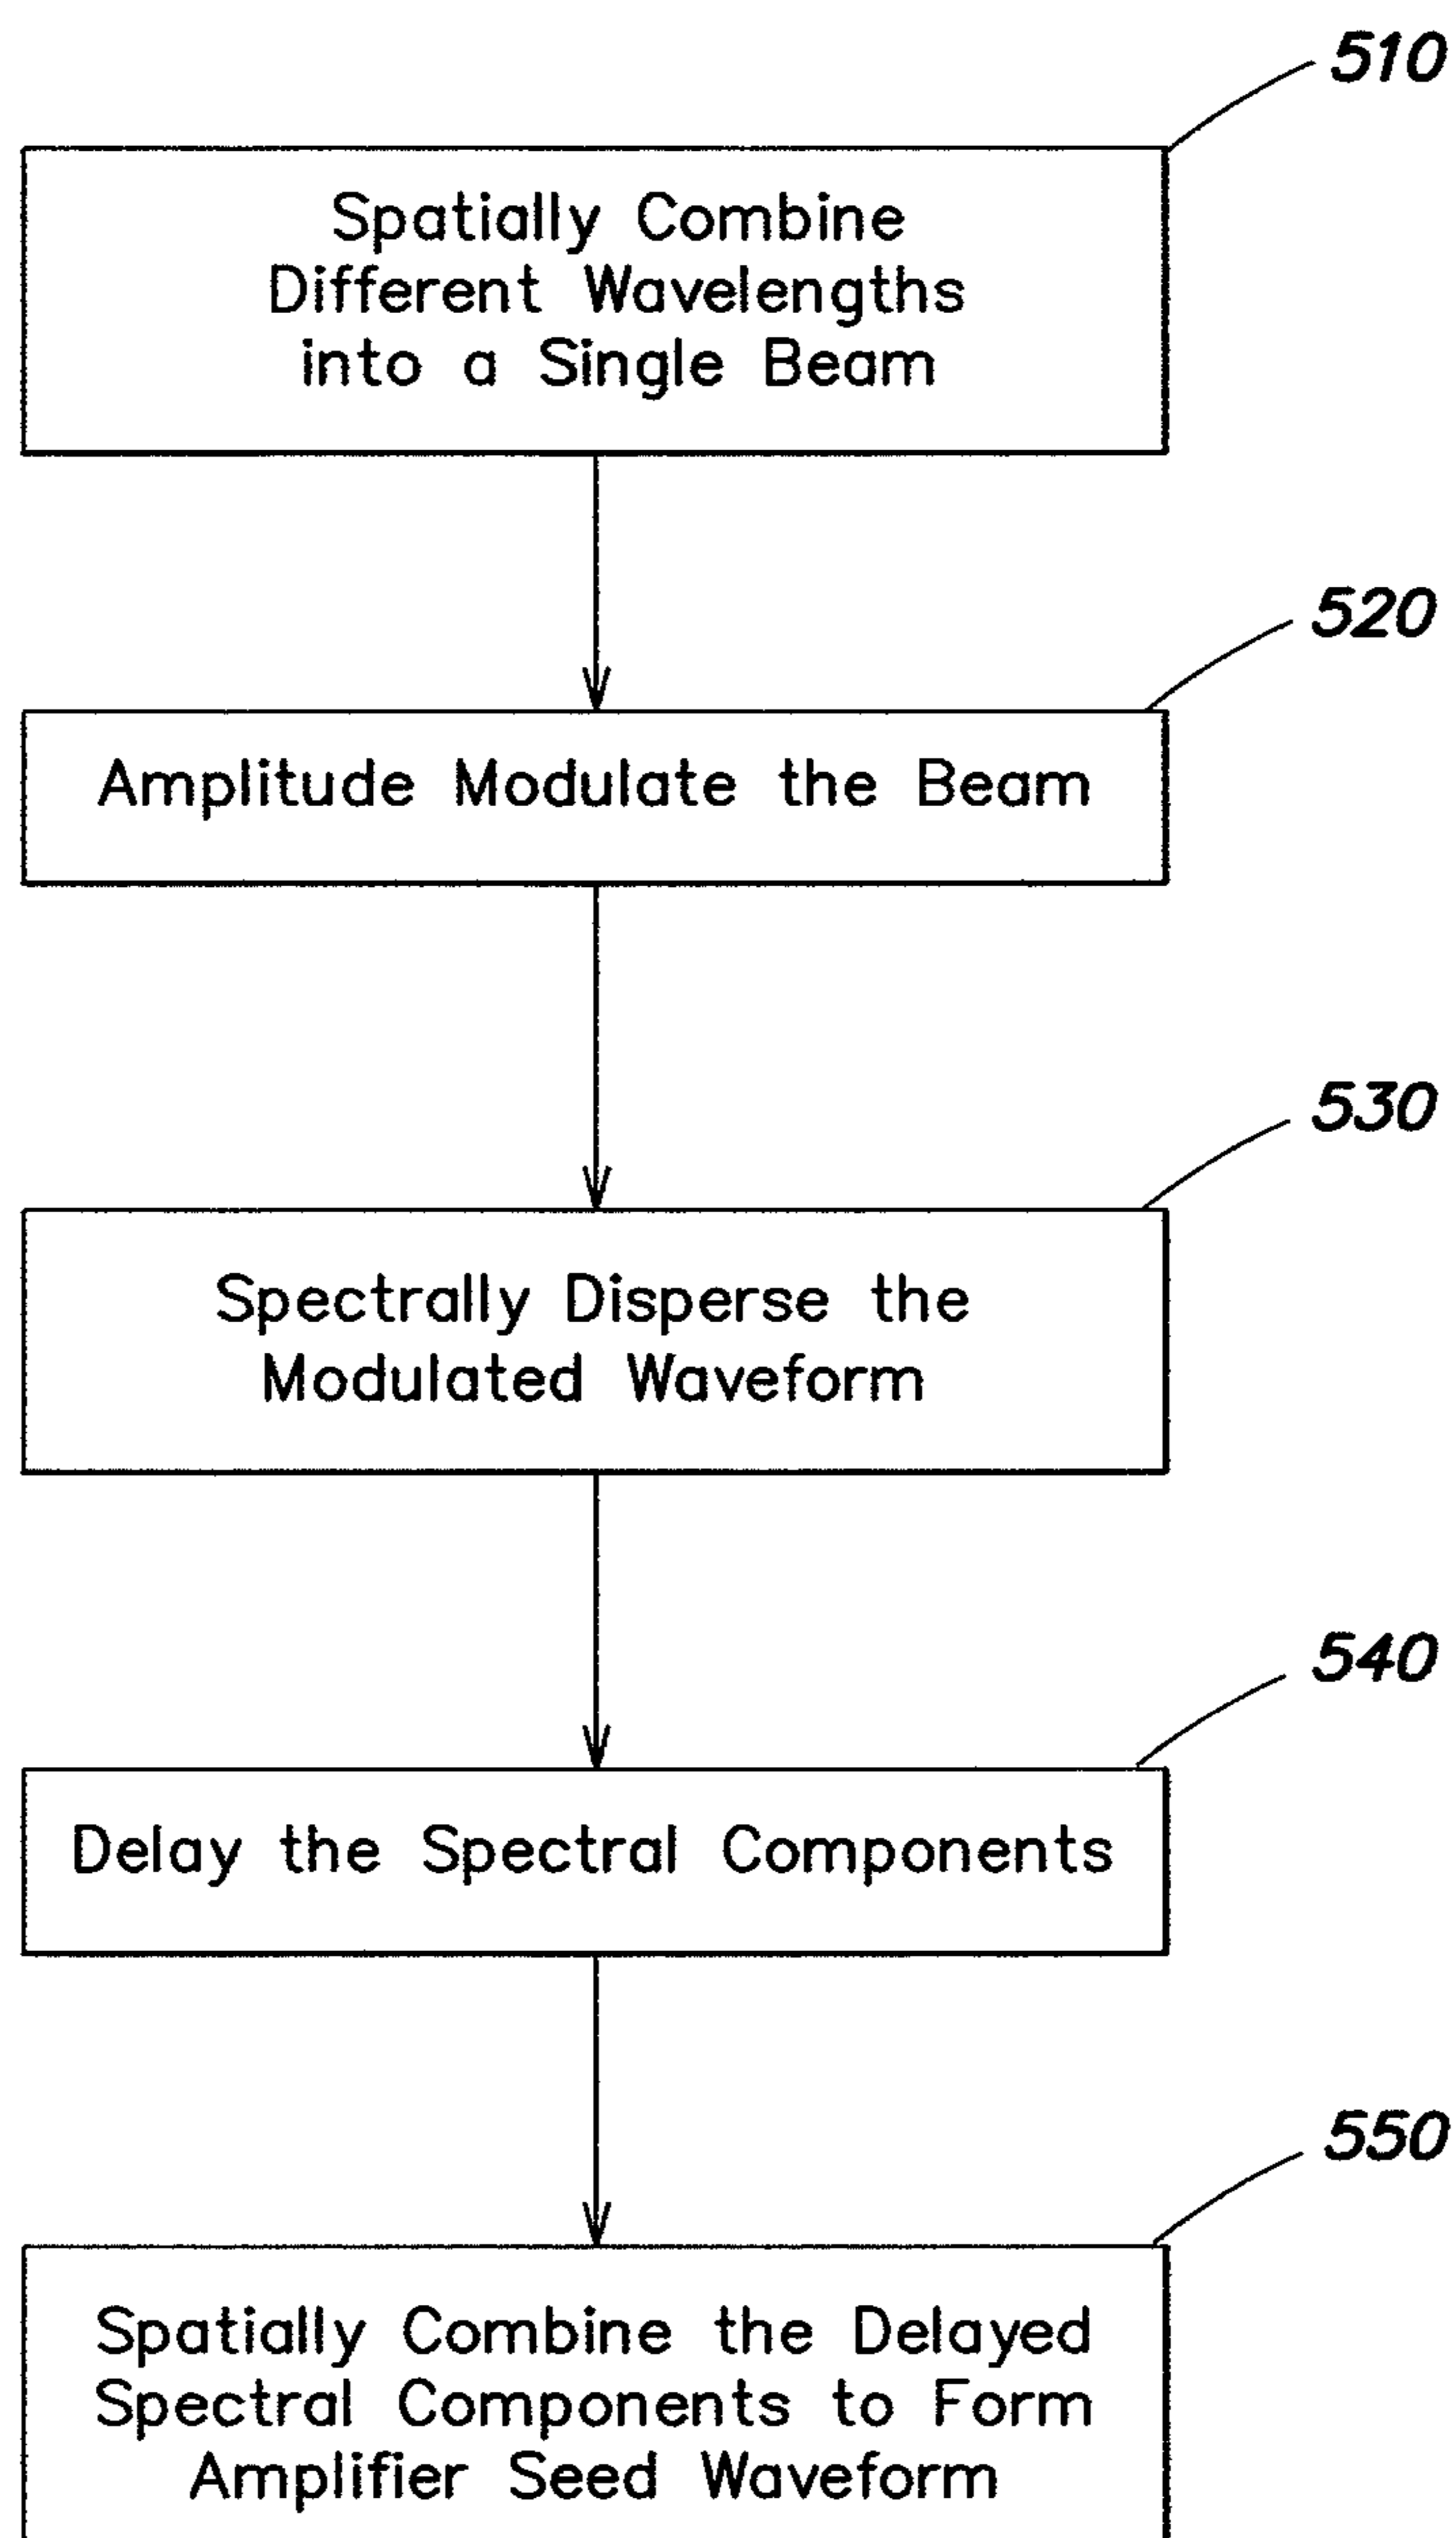 510
Spatially Combine
Different Wavelengths
into a Single Beam
520
Amplitude Modulate the Beam
530
Spectrally Disperse the
Modulated Waveform
540
Delay the Spectral Components
550
Spatially Combine the Delayed
Spectral Components to Form
Amplifier Seed Waveform